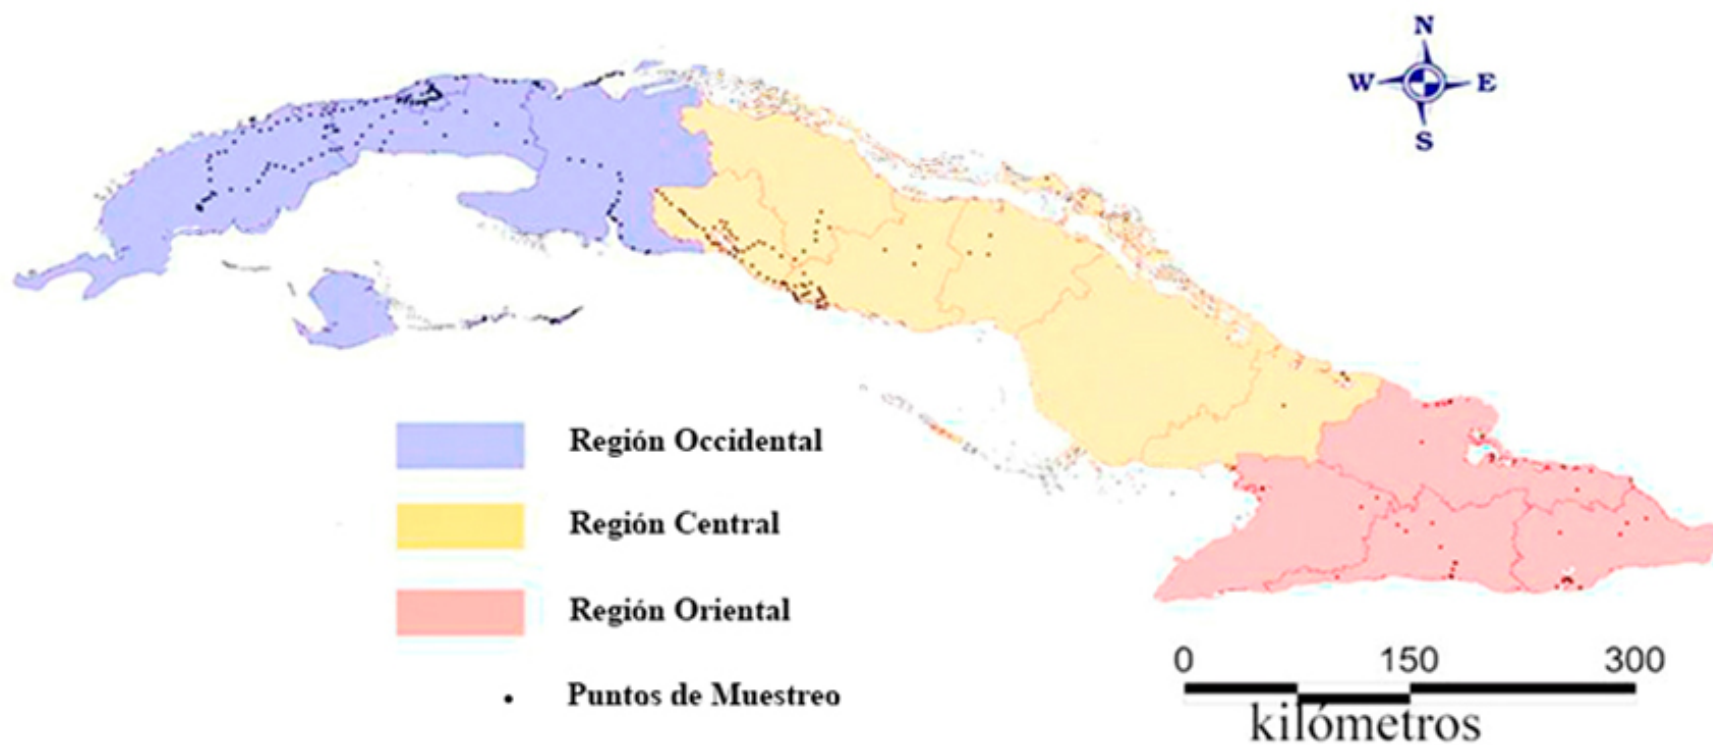 N
W E
S
Región Occidental
Región Central
Región Oriental
Puntos de Muestreo
0 150 300
kilómetros